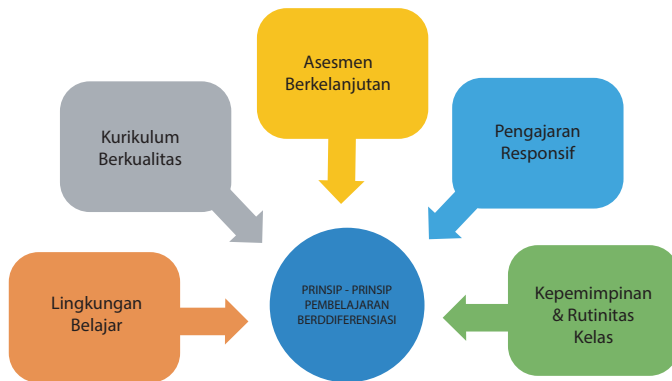 Asesmen
Berkelanjutan
Kurikulum
Berkualitas
Pengajaran
Responsif
Lingkungan
Belajar
PRINSIP - PRINSIP
PEMBELAJARAN
BERDDIFERENSIASI
Kepemimpinan
& Rutinitas
Kelas